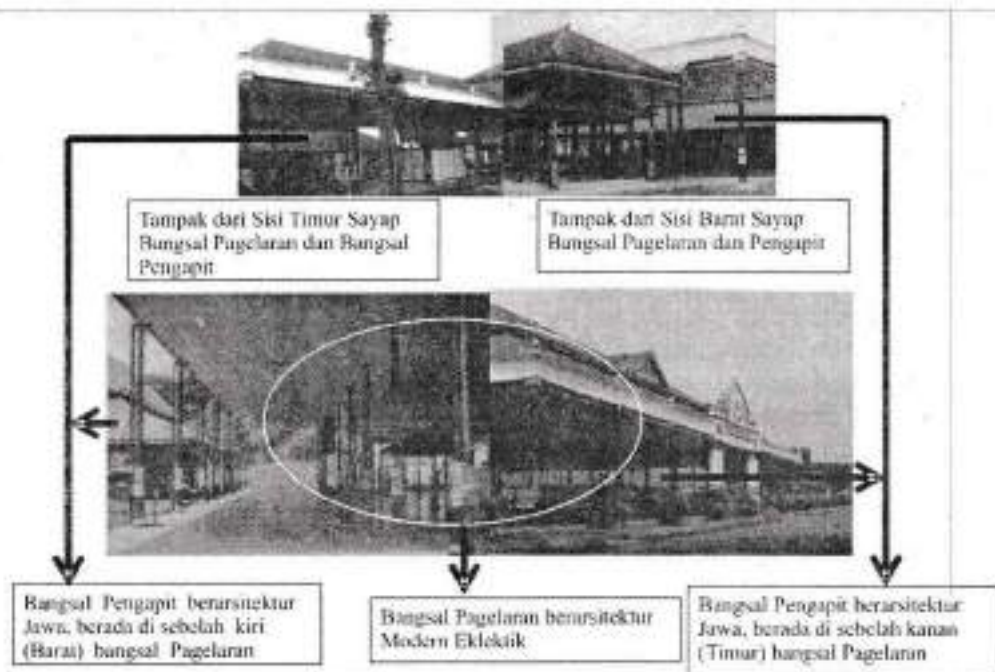 Tampak dari Sisi Timur Sayap
Bangsal Pagelaran dan Bangsal
Pengapit
Tampak dari Sisi Barat Sayap
Bangsal Pagelaran dan Pengapit
Bangsal Pengapit berarsitektur
Jawa, berada di sebelah kiri
(Barat) bangsal Pagelaran
Bangsal Pagelaran berarsitektur
Modern Eklektik
Bangsal Pengapit berarsitektur
Jawa, berada di sebelah kanan
(Timur) bangsal Pagelaran